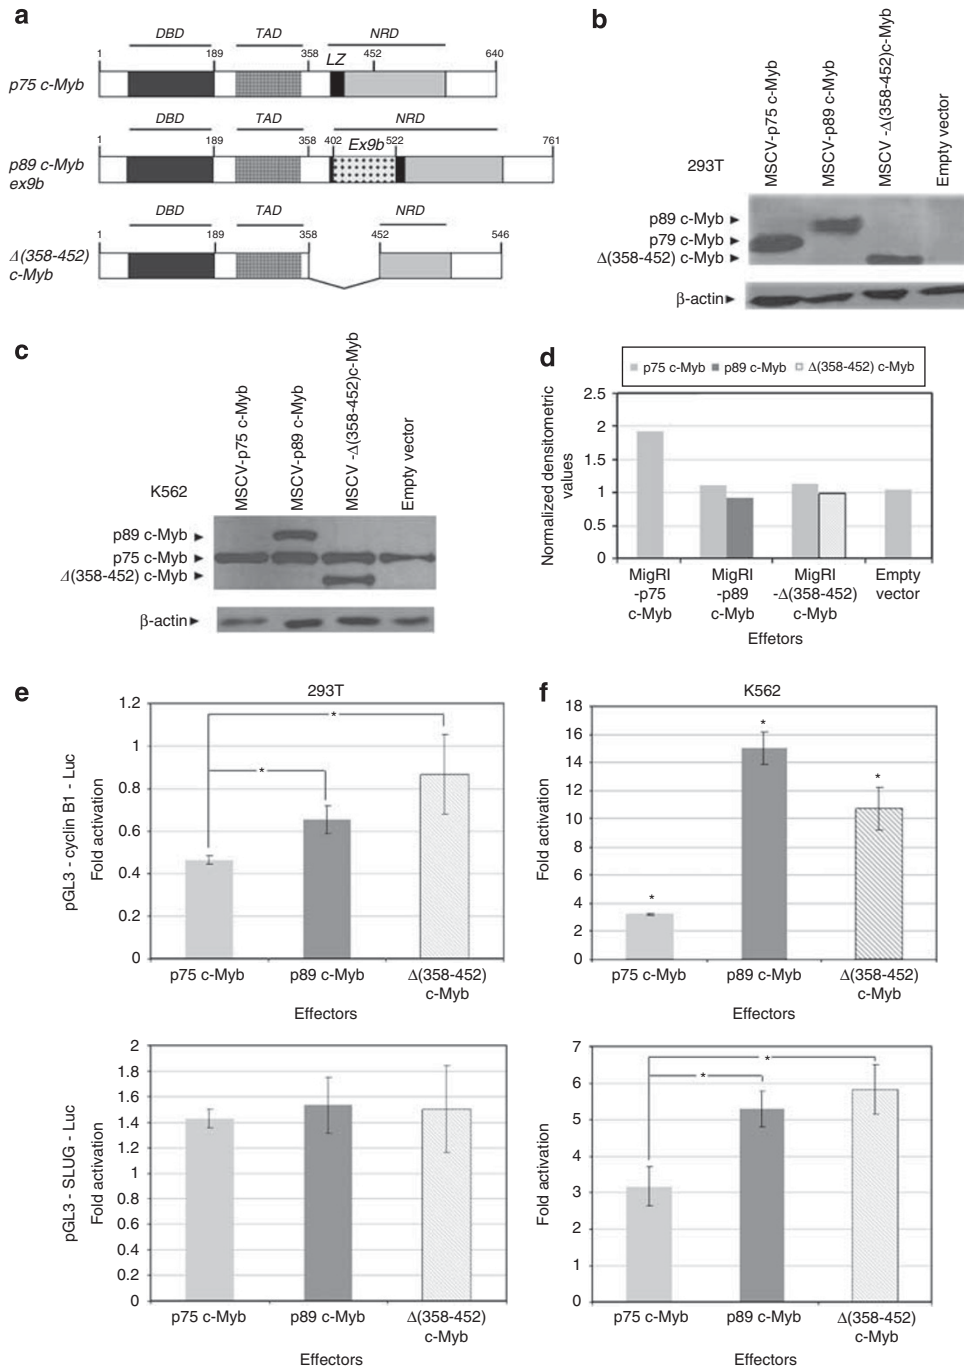 a
DBD TAD NRD
1 189 358 LZ 452 640
p75 c-Myb
DBD TAD NRD
1 189 358 402 Ex9b 522 761
p89 c-Myb
ex9b
DBD TAD NRD
1 189 358 452 546
Δ(358-452)
c-Myb
b
MSCV-p75 c-Myb
MSCV-p89 c-Myb
MSCV -Δ(358-452)c-Myb
Empty vector
293T
p89 c-Myb
p79 c-Myb
Δ(358-452) c-Myb
β-actin
c
MSCV-p75 c-Myb
MSCV-p89 c-Myb
MSCV -Δ(358-452)c-Myb
Empty vector
K562
p89 c-Myb
p75 c-Myb
Δ(358-452) c-Myb
β-actin
d
p75 c-Myb p89 c-Myb Δ(358-452) c-Myb
Normalized densitometric
values
2.5
2
1.5
1
0.5
0
MigRI
-p75
c-Myb
MigRI
-p89
c-Myb
MigRI
-Δ(358-452)
c-Myb
Empty
vector
Effetors
e
293T
pGL3 - cyclin B1 - Luc
Fold activation
1.2
1
0.8
0.6
0.4
0.2
0
* *
p75 c-Myb p89 c-Myb Δ(358-452)
c-Myb
Effectors
pGL3 - SLUG - Luc
Fold activation
2
1.8
1.6
1.4
1.2
1
0.8
0.6
0.4
0.2
0
p75 c-Myb p89 c-Myb Δ(358-452)
c-Myb
Effectors
f
K562
Fold activation
18
16
14
12
10
8
6
4
2
0
* * *
p75 c-Myb p89 c-Myb Δ(358-452)
c-Myb
Effectors
Fold activation
7
6
5
4
3
2
1
0
* *
p75 c-Myb p89 c-Myb Δ(358-452)
c-Myb
Effectors